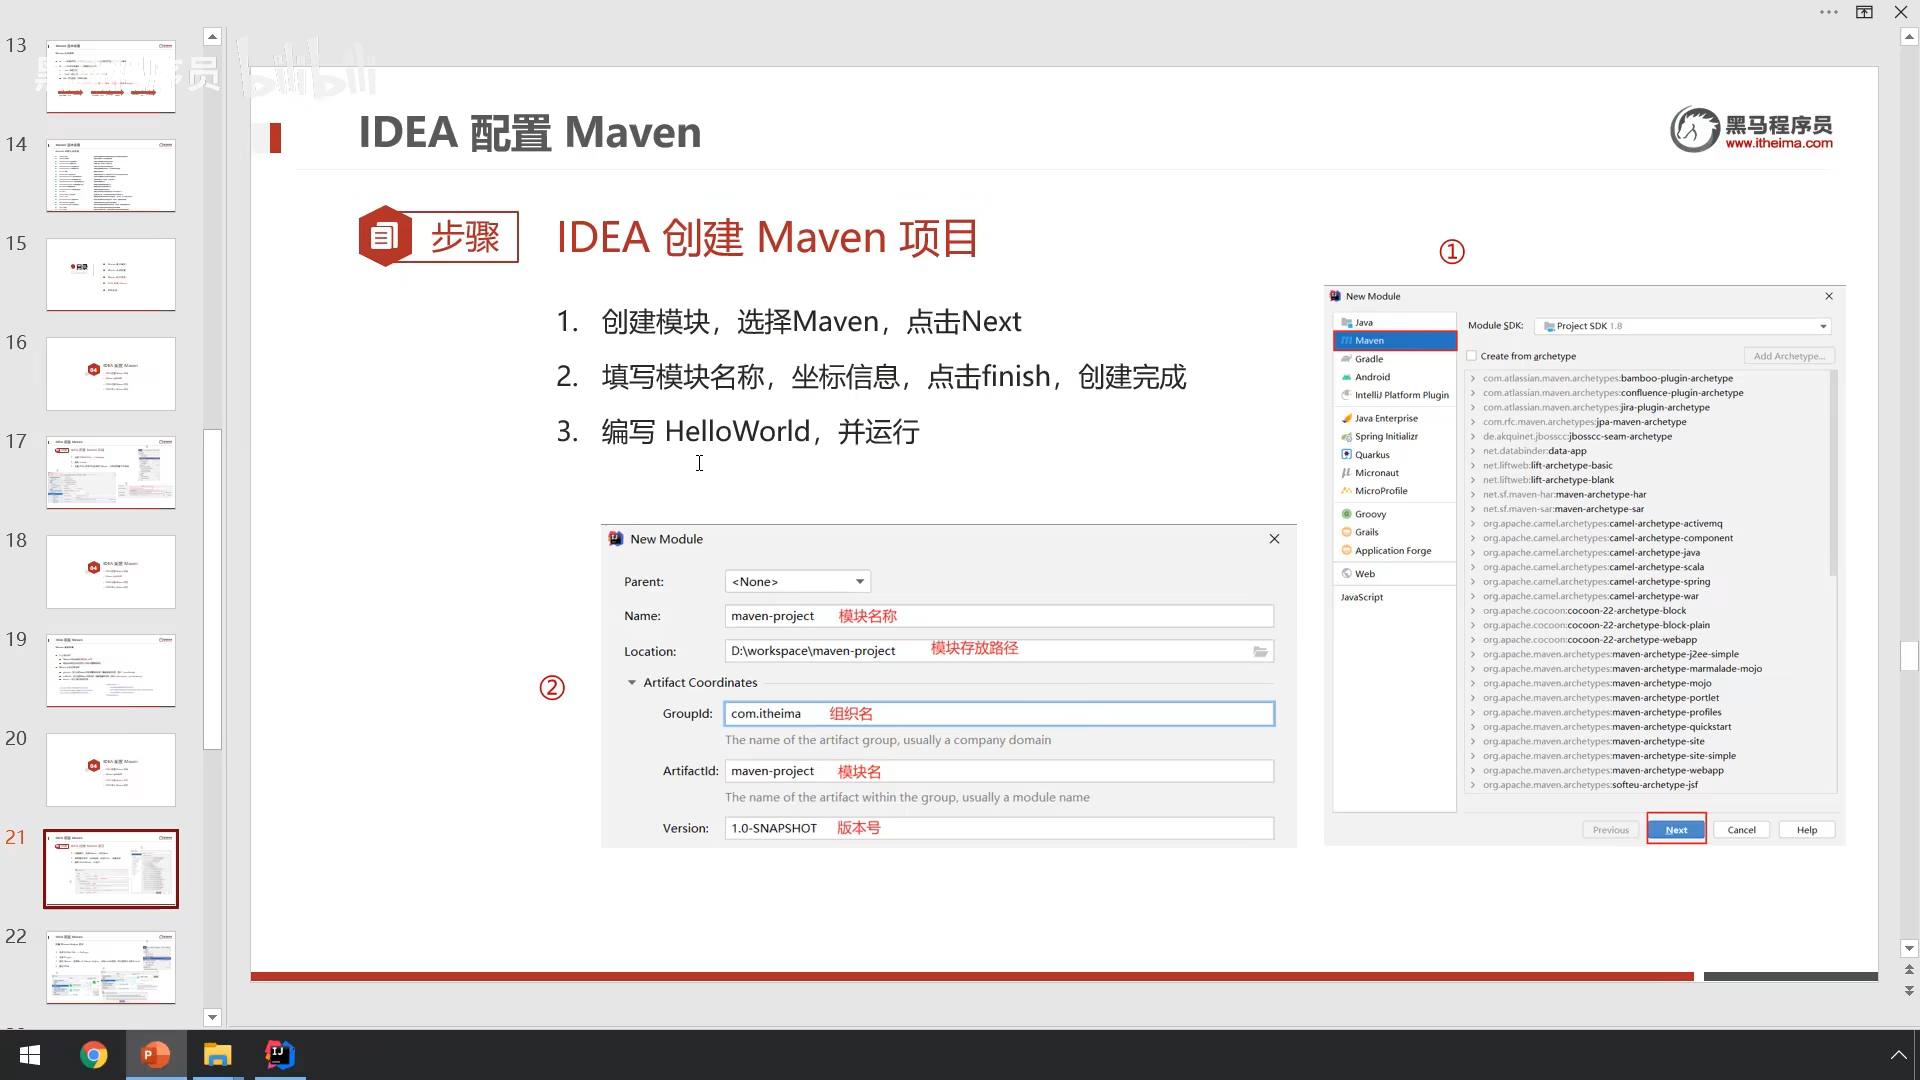 黑马程序员 bilibili
13
14
15
16
17
18
19
20
21
22
IDEA 配置 Maven
黑马程序员
www.itheima.com
步骤
IDEA 创建 Maven 项目
1. 创建模块，选择Maven，点击Next
2. 填写模块名称，坐标信息，点击finish，创建完成
3. 编写 HelloWorld，并运行
②
New Module
Parent: <None>
Name: maven-project 模块名称
Location: D:\workspace\maven-project 模块存放路径
Artifact Coordinates
GroupId: com.itheima 组织名
The name of the artifact group, usually a company domain
ArtifactId: maven-project 模块名
The name of the artifact within the group, usually a module name
Version: 1.0-SNAPSHOT 版本号
①
New Module
Java
Maven
Gradle
Android
IntelliJ Platform Plugin
Java Enterprise
Spring Initializr
Quarkus
Micronaut
MicroProfile
Groovy
Grails
Application Forge
Web
JavaScript
Module SDK: Project SDK 1.8
Create from archetype
Add Archetype...
com.atlassian.maven.archetypes:bamboo-plugin-archetype
com.atlassian.maven.archetypes:confluence-plugin-archetype
com.atlassian.maven.archetypes:jira-plugin-archetype
com.rfc.maven.archetypes:jpa-maven-archetype
de.akquinet.jbosscc:jbosscc-seam-archetype
net.databinder:data-app
net.liftweb:lift-archetype-basic
net.liftweb:lift-archetype-blank
net.sf.maven-har:maven-archetype-har
net.sf.maven-sar:maven-archetype-sar
org.apache.camel.archetypes:camel-archetype-activemq
org.apache.camel.archetypes:camel-archetype-component
org.apache.camel.archetypes:camel-archetype-java
org.apache.camel.archetypes:camel-archetype-scala
org.apache.camel.archetypes:camel-archetype-spring
org.apache.camel.archetypes:camel-archetype-war
org.apache.cocoon:cocoon-22-archetype-block
org.apache.cocoon:cocoon-22-archetype-block-plain
org.apache.cocoon:cocoon-22-archetype-webapp
org.apache.maven.archetypes:maven-archetype-j2ee-simple
org.apache.maven.archetypes:maven-archetype-marmalade-mojo
org.apache.maven.archetypes:maven-archetype-mojo
org.apache.maven.archetypes:maven-archetype-portlet
org.apache.maven.archetypes:maven-archetype-profiles
org.apache.maven.archetypes:maven-archetype-quickstart
org.apache.maven.archetypes:maven-archetype-site
org.apache.maven.archetypes:maven-archetype-site-simple
org.apache.maven.archetypes:maven-archetype-webapp
org.apache.maven.archetypes:softeu-archetype-jsf
Previous
Next
Cancel
Help